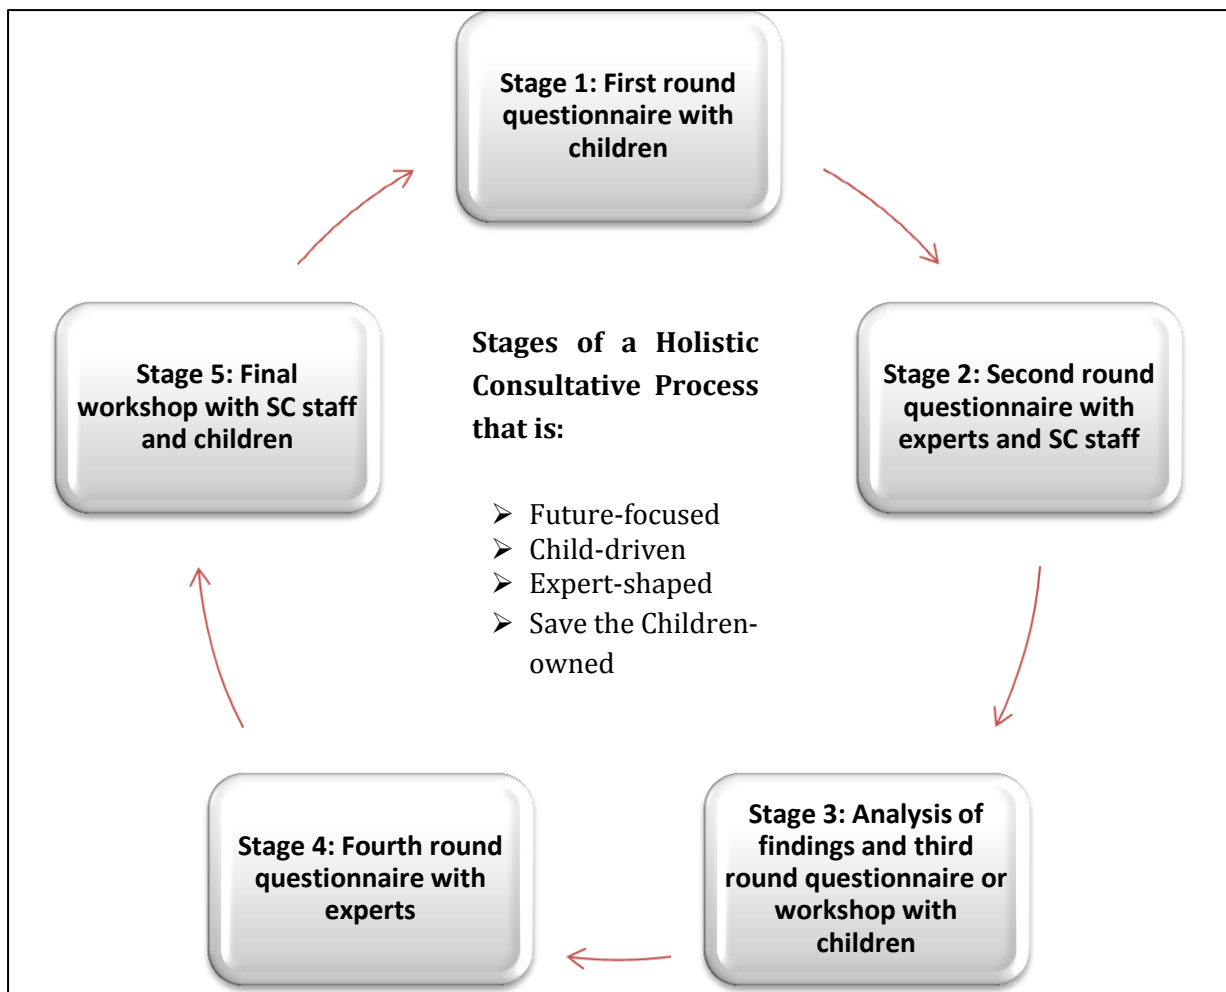 Stage 1: First round
questionnaire with
children
Stage 2: Second round
questionnaire with
experts and SC staff
Stage 3: Analysis of
findings and third
round questionnaire or
workshop with
children
Stage 4: Fourth round
questionnaire with
experts
Stage 5: Final
workshop with SC staff
and children
Stages of a Holistic
Consultative Process
that is:
➢ Future-focused
➢ Child-driven
➢ Expert-shaped
➢ Save the Children-
owned